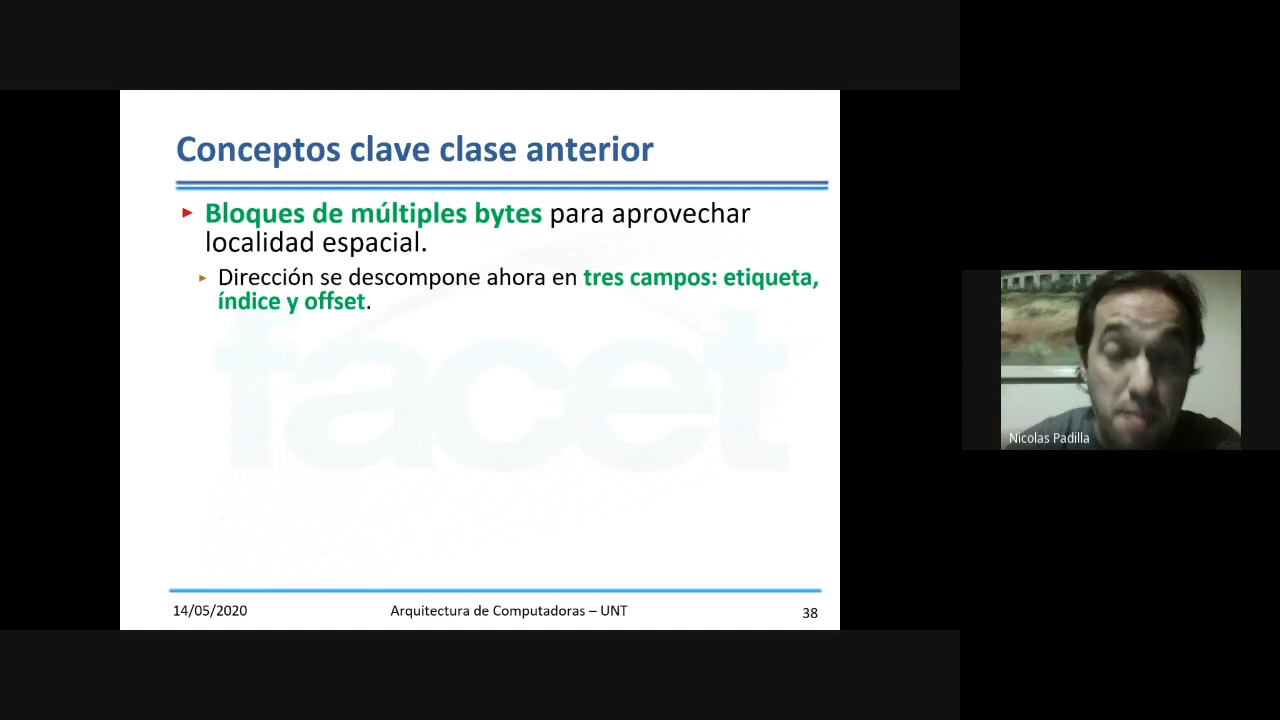 Conceptos clave clase anterior
Bloques de múltiples bytes para aprovechar
localidad espacial.
Dirección se descompone ahora en tres campos: etiqueta,
índice y offset.
facet
14/05/2020
Arquitectura de Computadoras – UNT
38
Nicolas Padilla